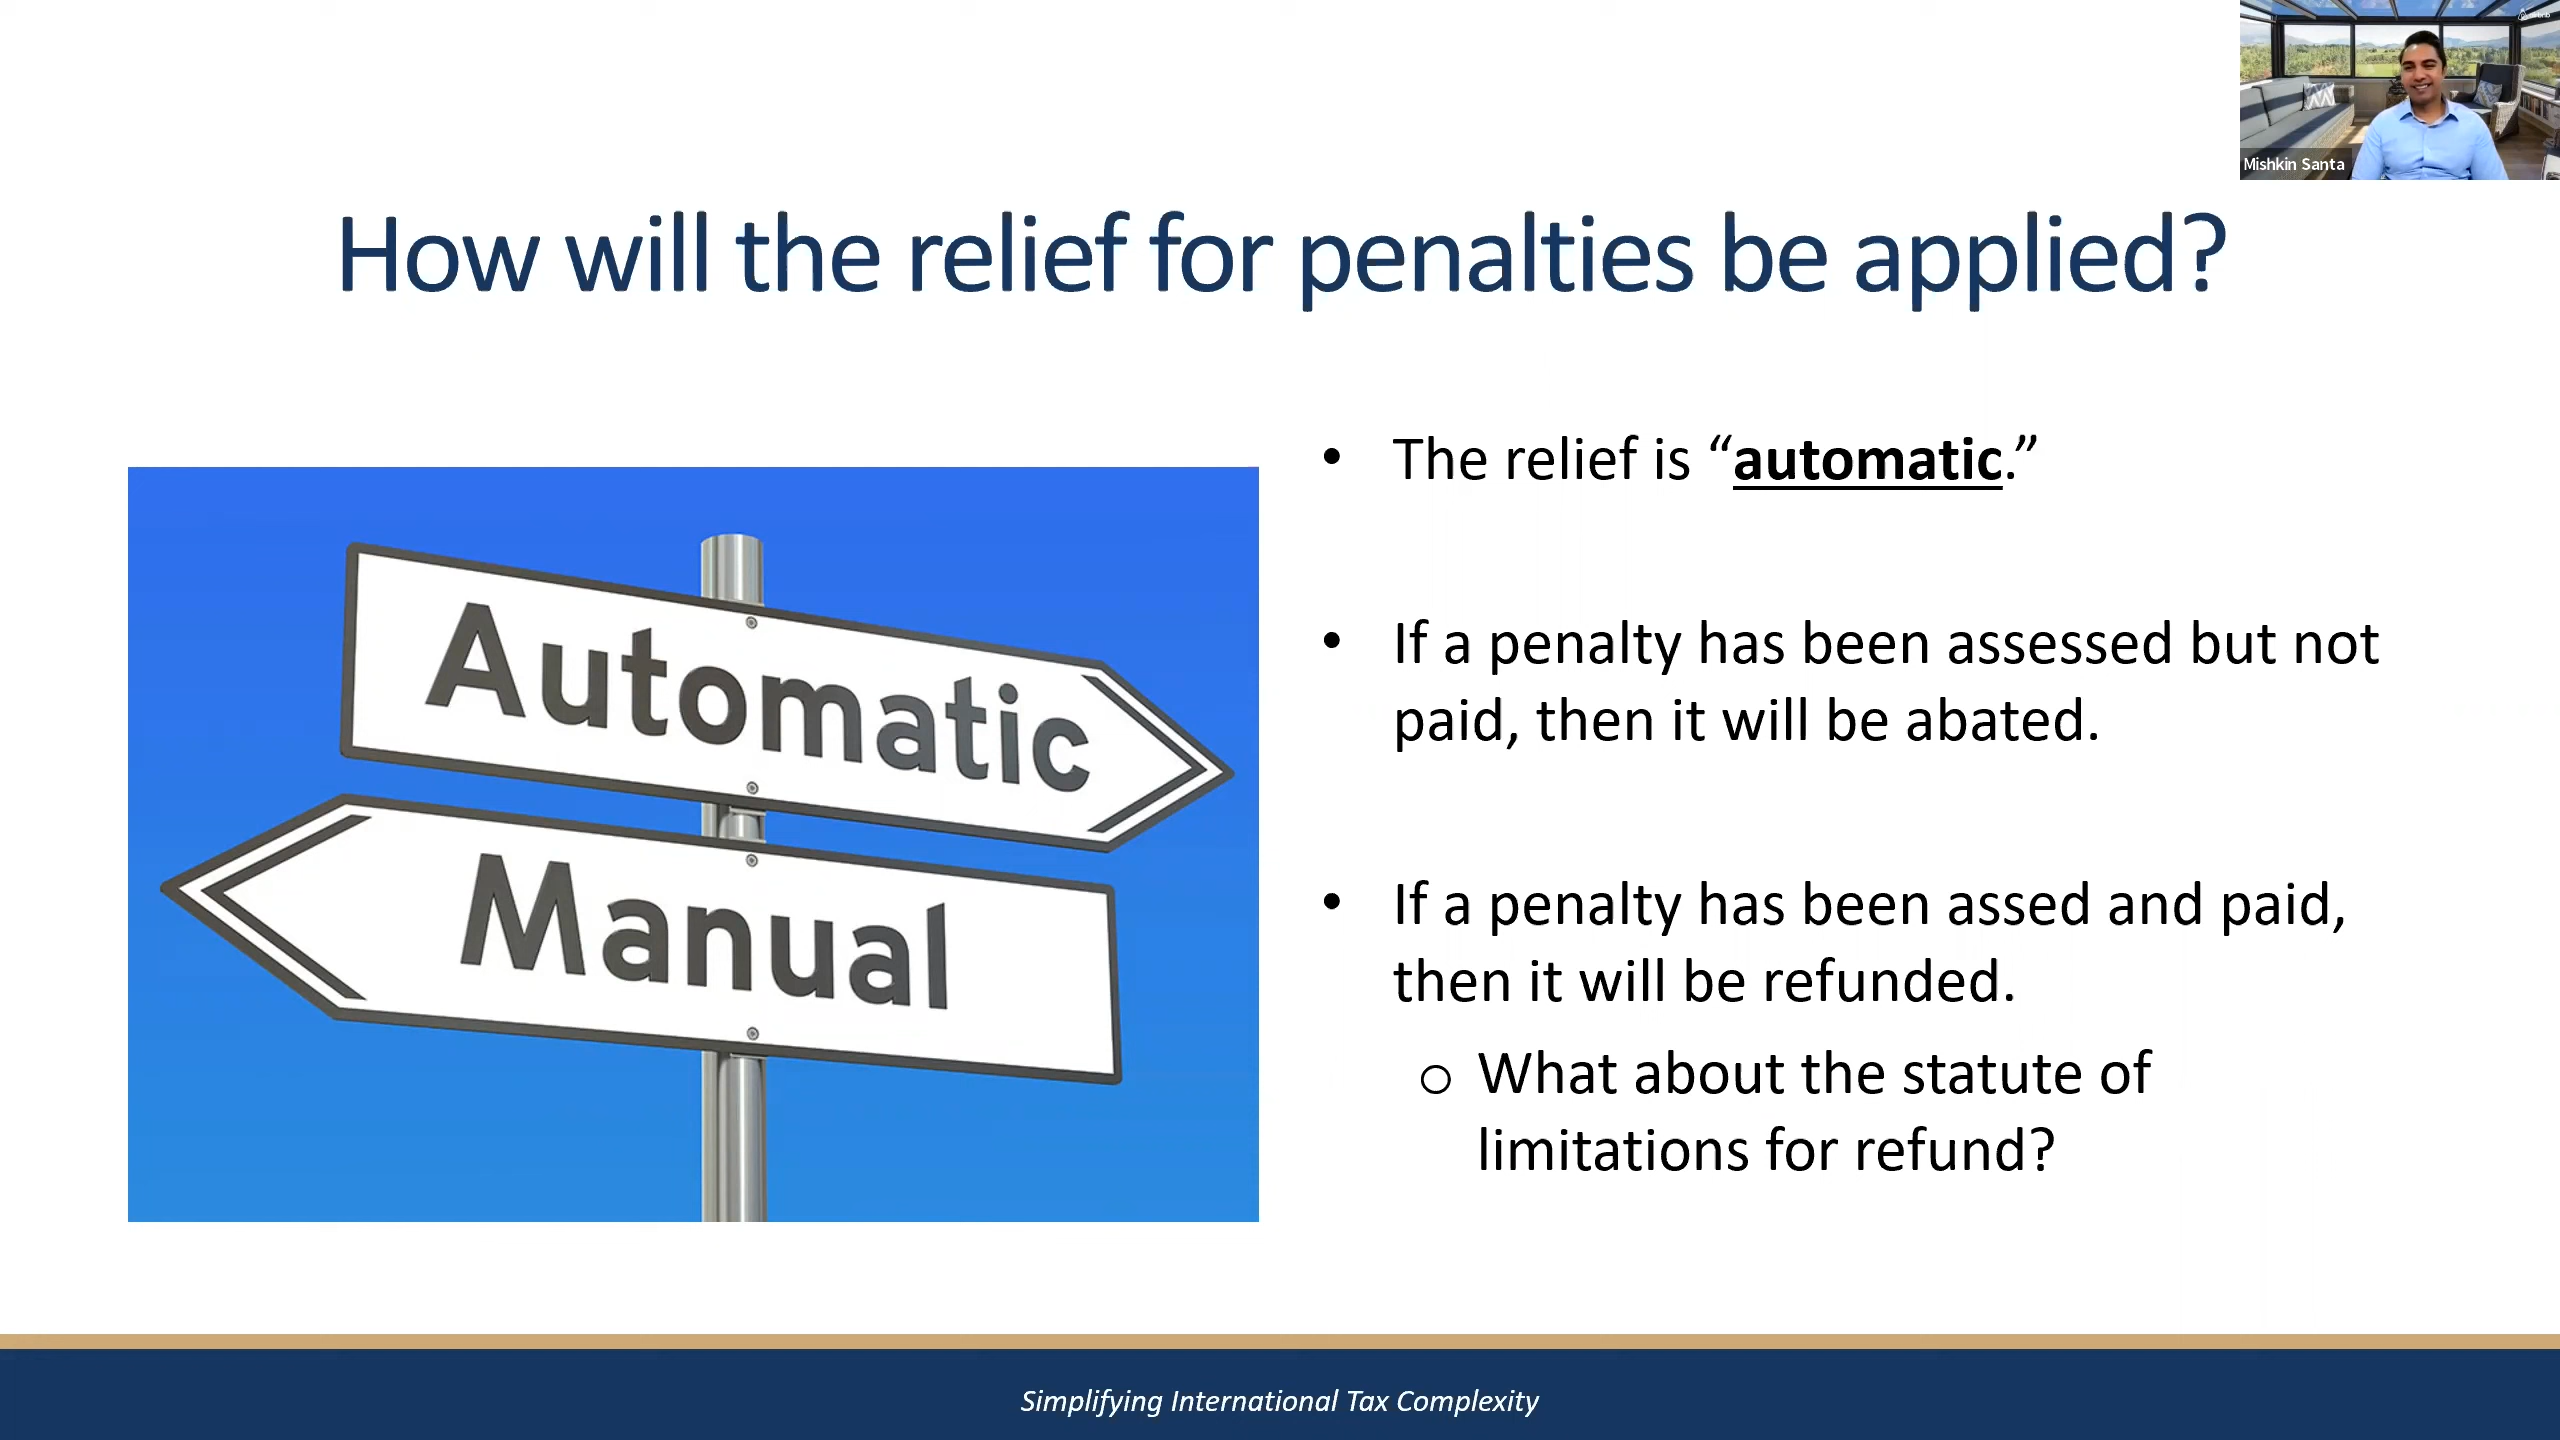 Mishkin Santa
How will the relief for penalties be applied?
• The relief is “automatic.”
• If a penalty has been assessed but not
paid, then it will be abated.
• If a penalty has been assed and paid,
then it will be refunded.
o What about the statute of
limitations for refund?
Automatic
Manual
Simplifying International Tax Complexity